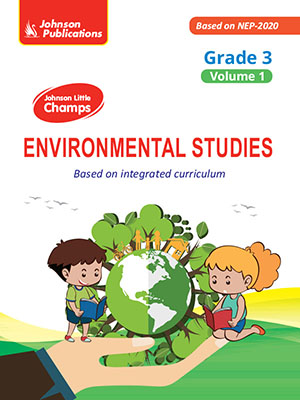 Johnson
Publications
Based on NEP-2020
Grade 3
Volume 1
Johnson Little
Champs
ENVIRONMENTAL STUDIES
Based on integrated curriculum